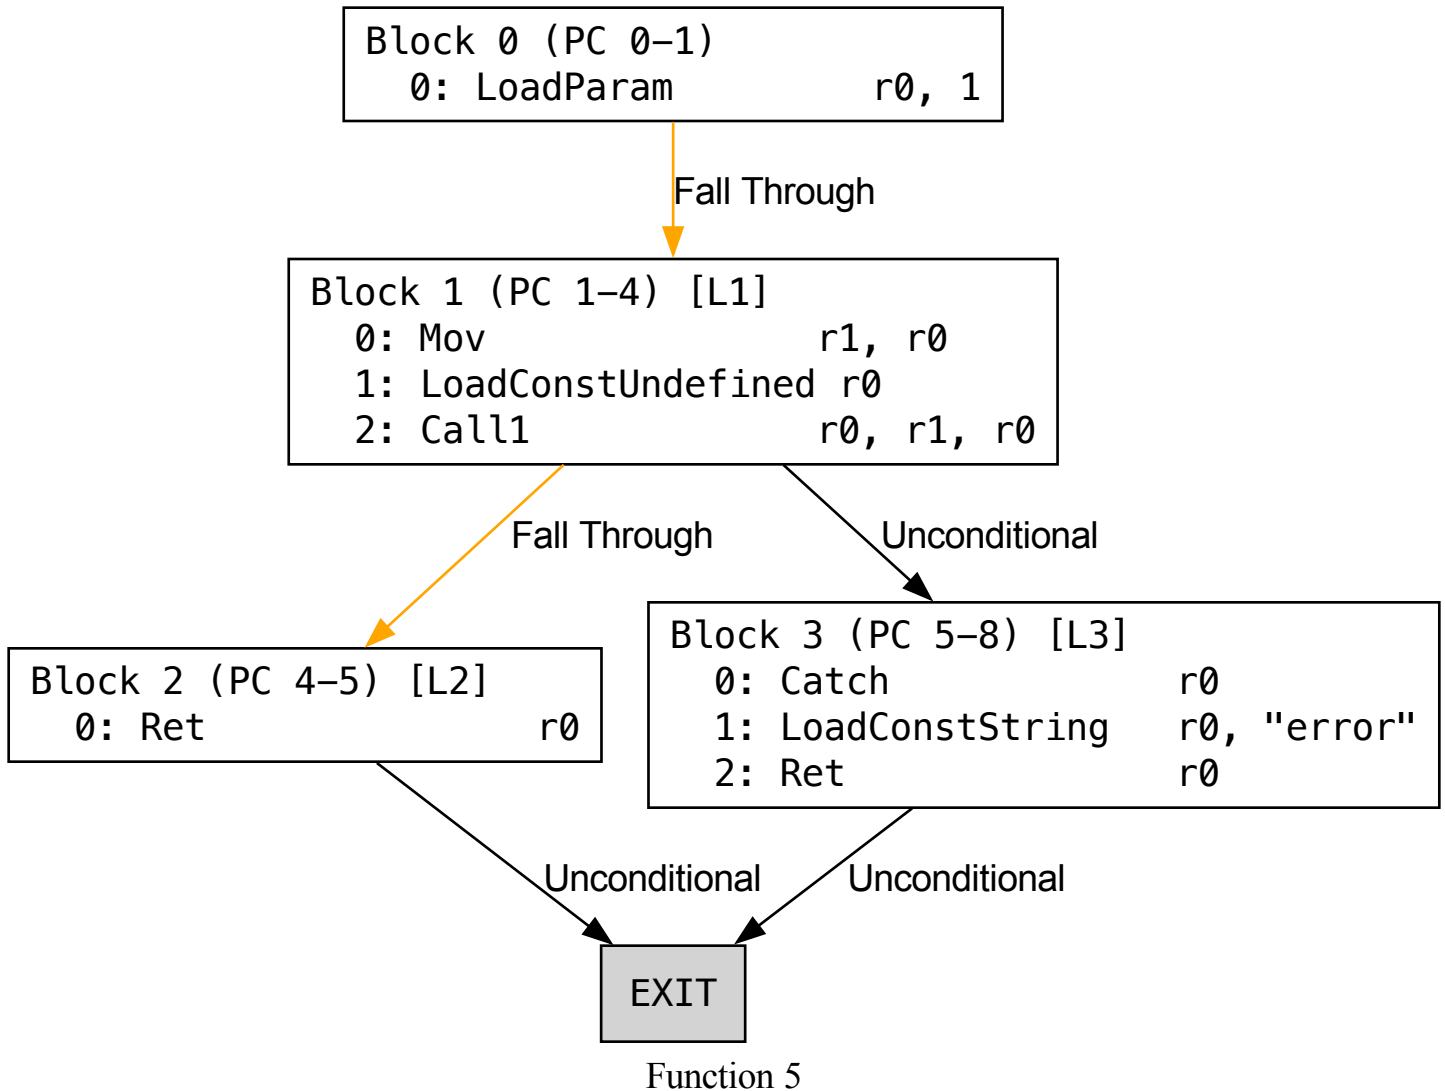 Block 0 (PC 0–1)
0: LoadParam r0, 1
Fall Through
Block 1 (PC 1–4) [L1]
0: Mov r1, r0
1: LoadConstUndefined r0
2: Call1 r0, r1, r0
Fall Through
Unconditional
Block 2 (PC 4–5) [L2]
0: Ret r0
Block 3 (PC 5–8) [L3]
0: Catch r0
1: LoadConstString r0, "error"
2: Ret r0
Unconditional
Unconditional
EXIT
Function 5